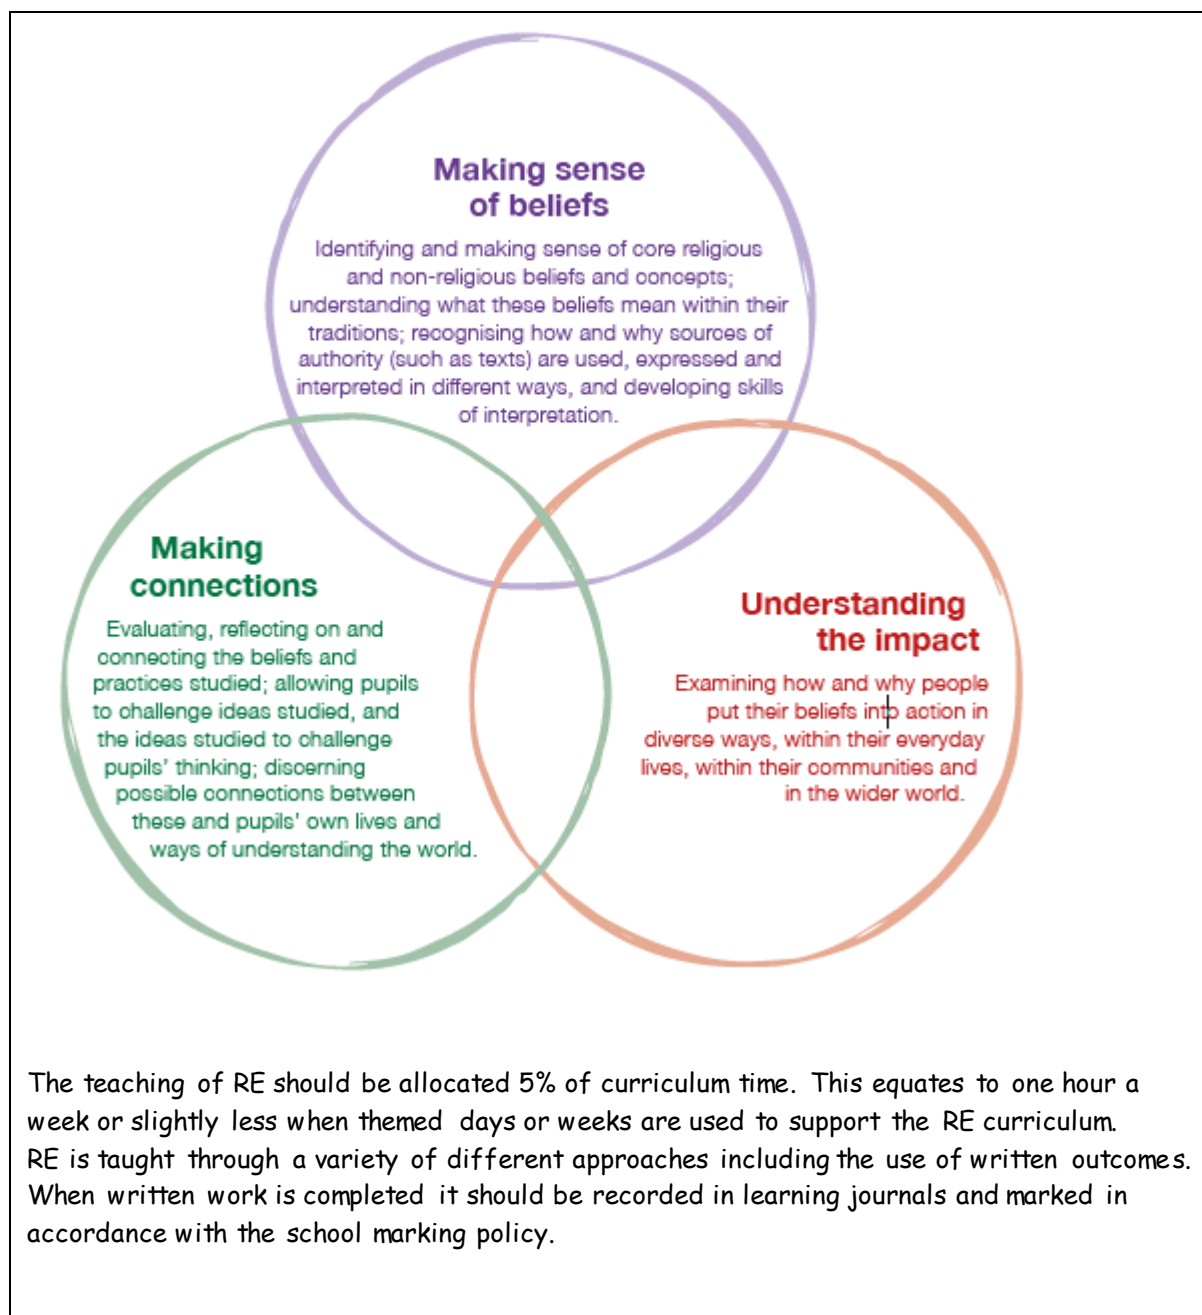 Making sense
of beliefs
Identifying and making sense of core religious
and non-religious beliefs and concepts;
understanding what these beliefs mean within their
traditions; recognising how and why sources of
authority (such as texts) are used, expressed and
interpreted in different ways, and developing skills
of interpretation.
Making
connections
Evaluating, reflecting on and
connecting the beliefs and
practices studied; allowing pupils
to challenge ideas studied, and
the ideas studied to challenge
pupils' thinking; discerning
possible connections between
these and pupils' own lives and
ways of understanding the world.
Understanding
the impact
Examining how and why people
put their beliefs into action in
diverse ways, within their everyday
lives, within their communities and
in the wider world.
The teaching of RE should be allocated 5% of curriculum time. This equates to one hour a
week or slightly less when themed days or weeks are used to support the RE curriculum.
RE is taught through a variety of different approaches including the use of written outcomes.
When written work is completed it should be recorded in learning journals and marked in
accordance with the school marking policy.